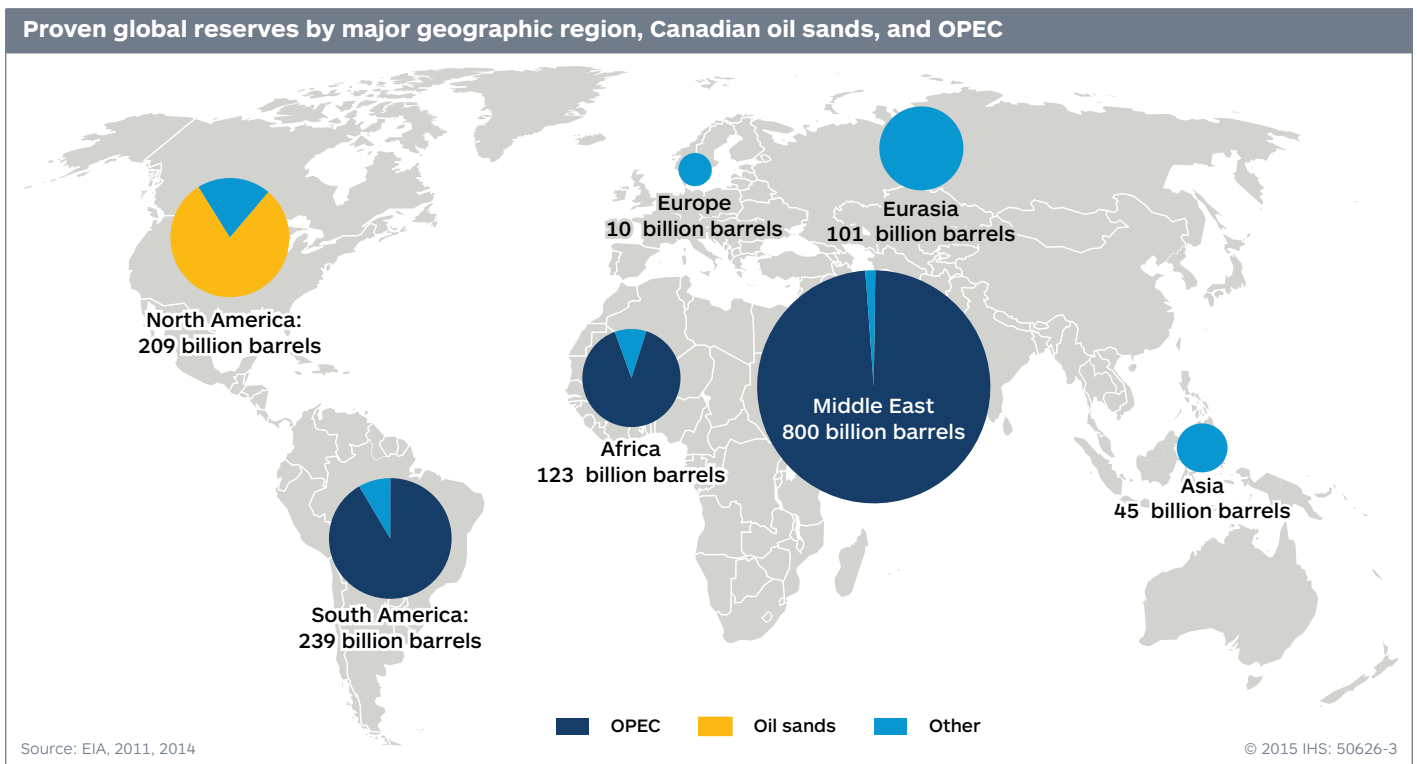 Proven global reserves by major geographic region, Canadian oil sands, and OPEC
Europe
10 billion barrels
Eurasia
101 billion barrels
North America:
209 billion barrels
Middle East
800 billion barrels
Africa
123 billion barrels
Asia
45 billion barrels
South America:
239 billion barrels
OPEC Oil sands Other
Source: EIA, 2011, 2014
© 2015 IHS: 50626-3